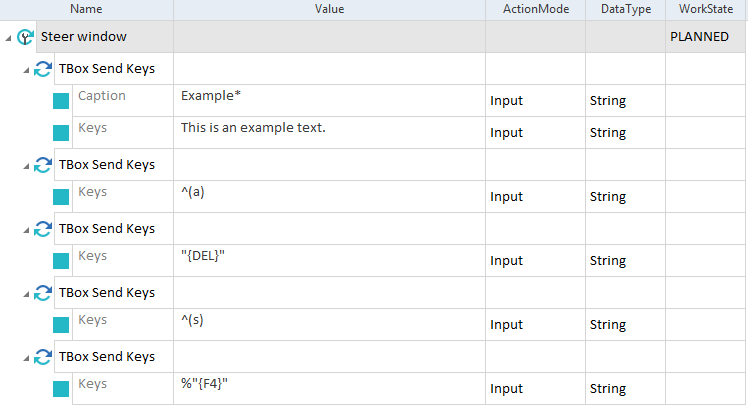 Name Value ActionMode DataType WorkState
Steer window PLANNED
TBox Send Keys
Caption Example* Input String
Keys This is an example text. Input String
TBox Send Keys
Keys ^(a) Input String
TBox Send Keys
Keys "{DEL}" Input String
TBox Send Keys
Keys ^(s) Input String
TBox Send Keys
Keys %"{F4}" Input String